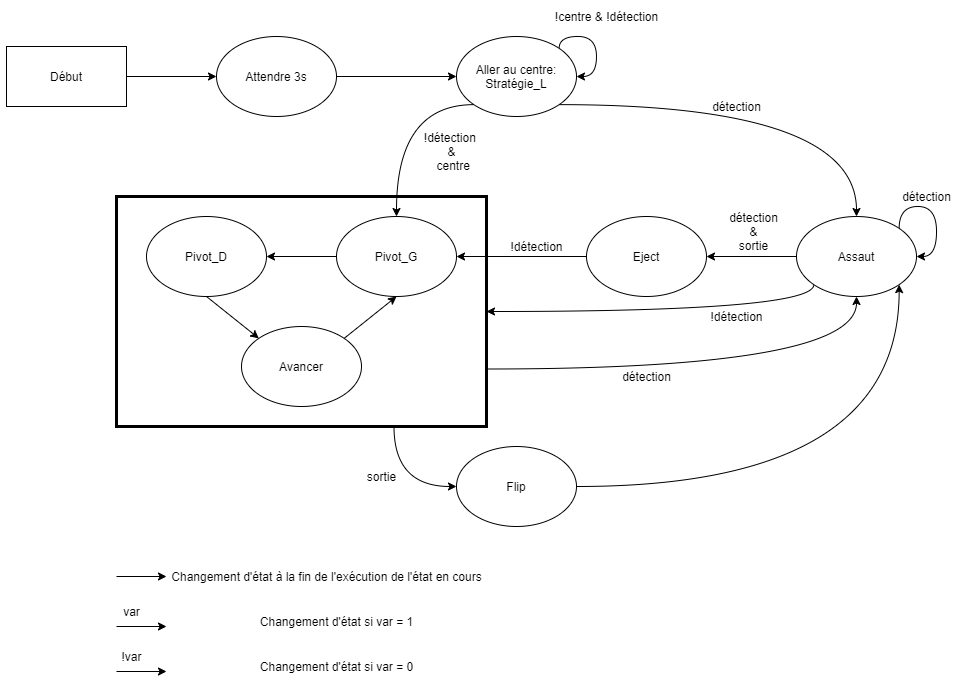 !centre & !détection
Début
Attendre 3s
Aller au centre:
Stratégie_L
détection
!détection
&
centre
détection
détection
&
sortie
Pivot_D
Pivot_G
!détection
Eject
Assaut
!détection
Avancer
détection
sortie
Flip
Changement d'état à la fin de l'exécution de l'état en cours
var
Changement d'état si var = 1
!var
Changement d'état si var = 0